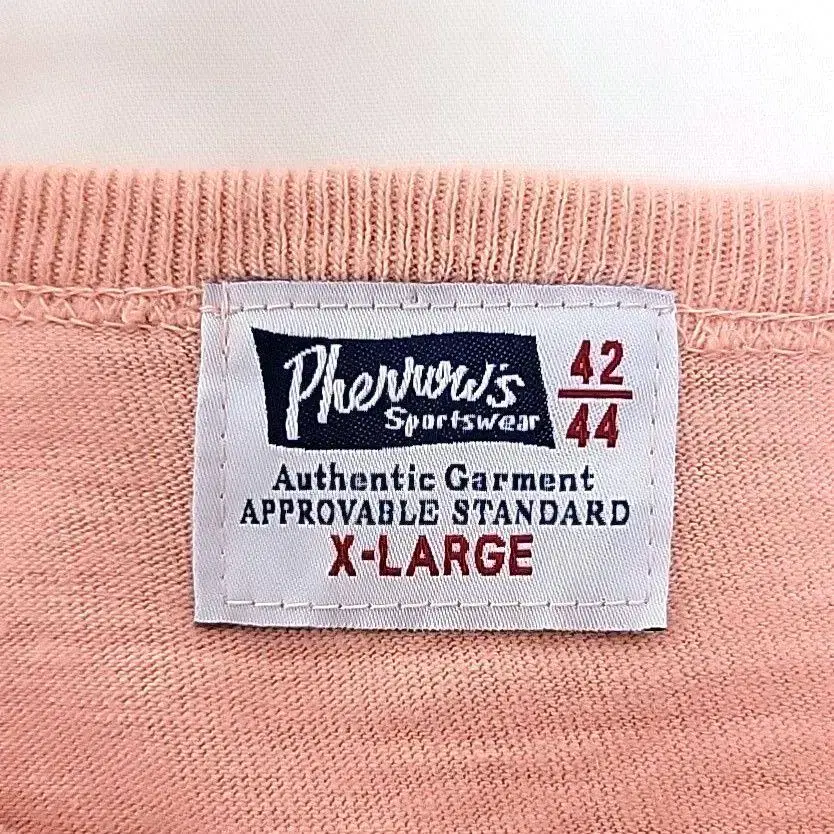 Pherrow's
Sportswear
42
44
Authentic Garment
APPROVABLE STANDARD
X-LARGE